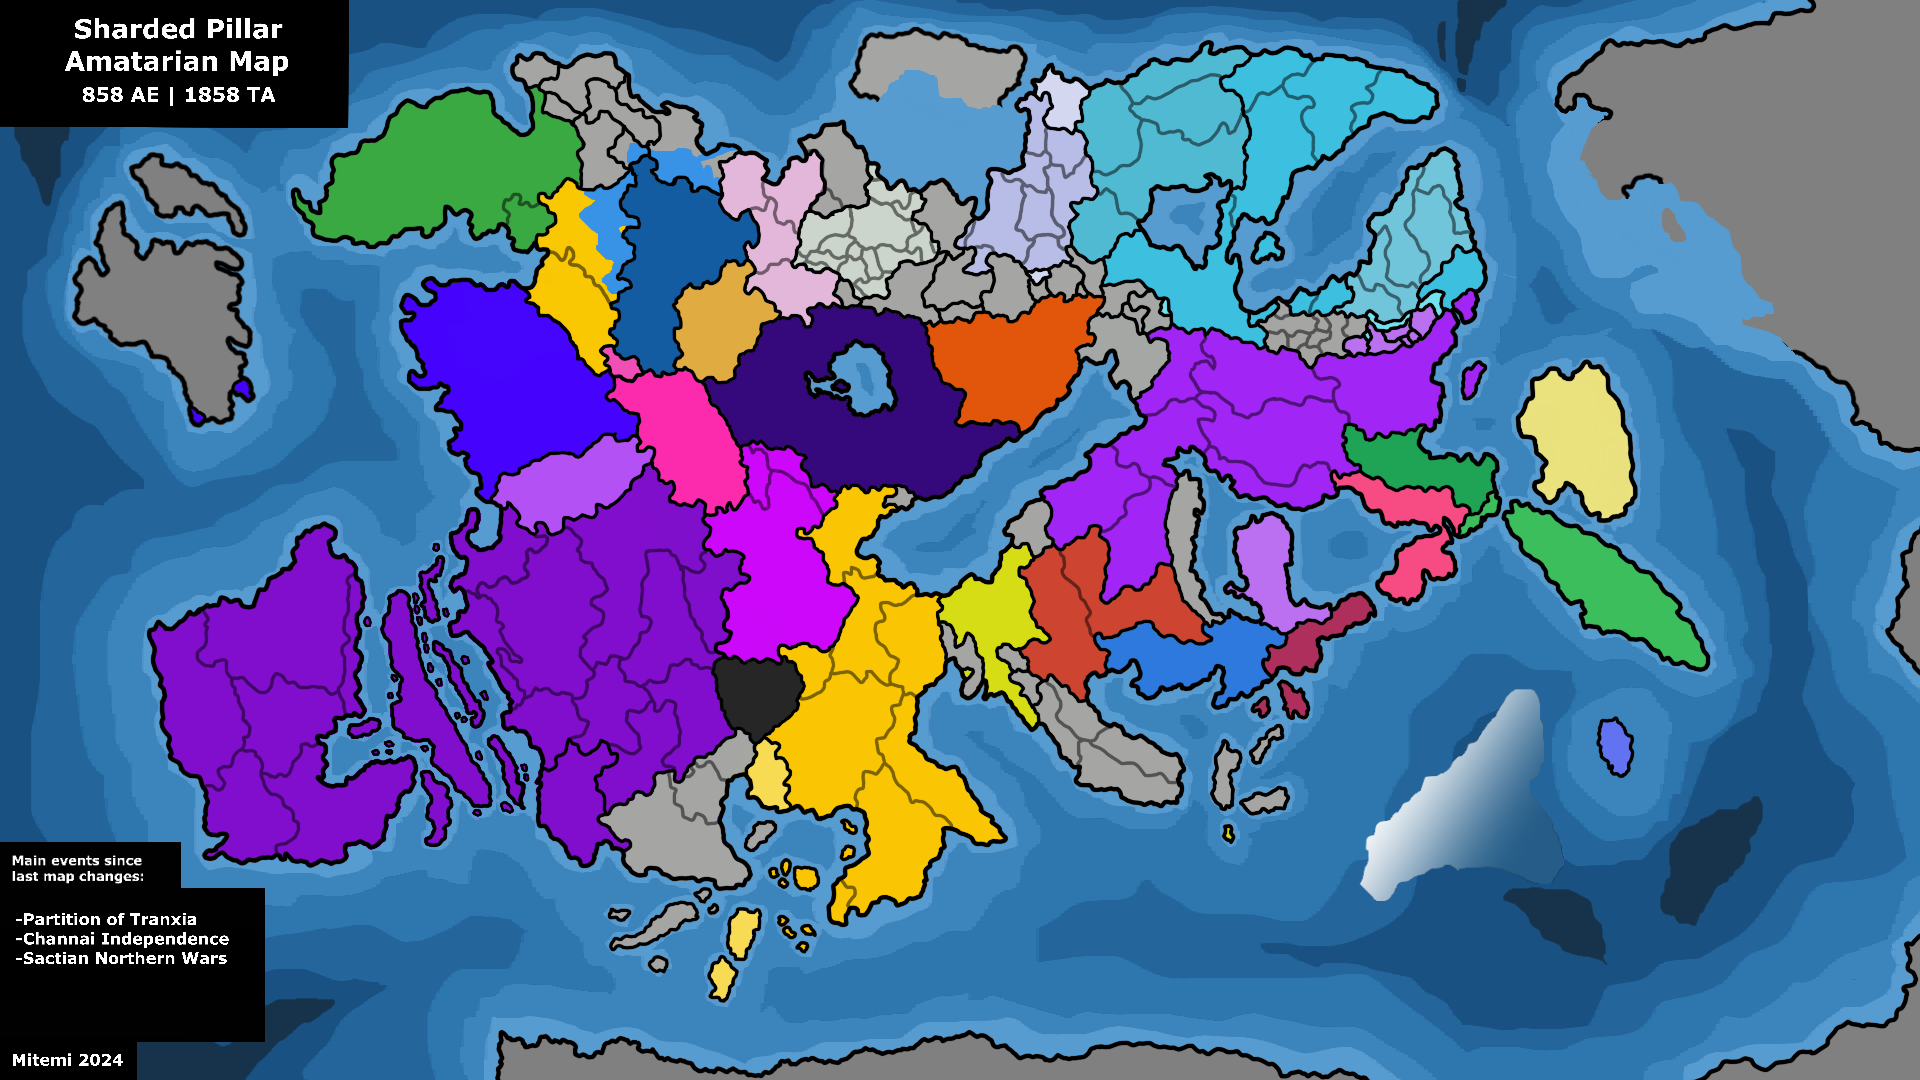 Sharded Pillar
Amatarian Map
858 AE | 1858 TA
Main events since
last map changes:
-Partition of Tranxia
-Channai Independence
-Sactian Northern Wars
Mitemi 2024